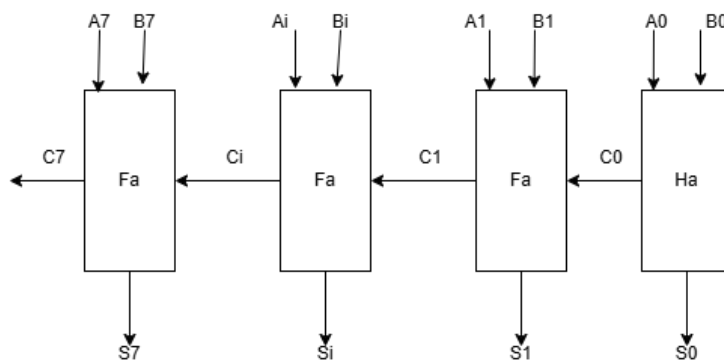 A7 B7 Ai Bi A1 B1 A0 B0
C7 Ci C1 C0
Fa Fa Fa Ha
S7 Si S1 S0